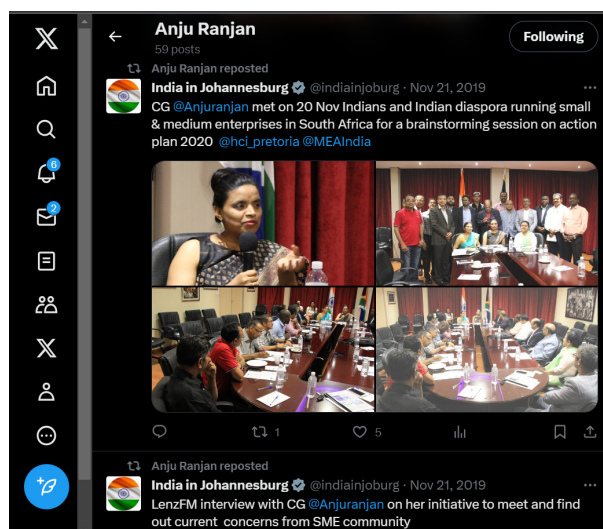 Anju Ranjan
59 posts
Following
Anju Ranjan reposted
India in Johannesburg @indiainjoburg · Nov 21, 2019
CG @Anjuranjan met on 20 Nov Indians and Indian diaspora running small
& medium enterprises in South Africa for a brainstorming session on action
plan 2020 @hci_pretoria @MEAIndia
1
5
Anju Ranjan reposted
India in Johannesburg @indiainjoburg · Nov 21, 2019
LenzFM interview with CG @Anjuranjan on her initiative to meet and find
out current concerns from SME community
6
2